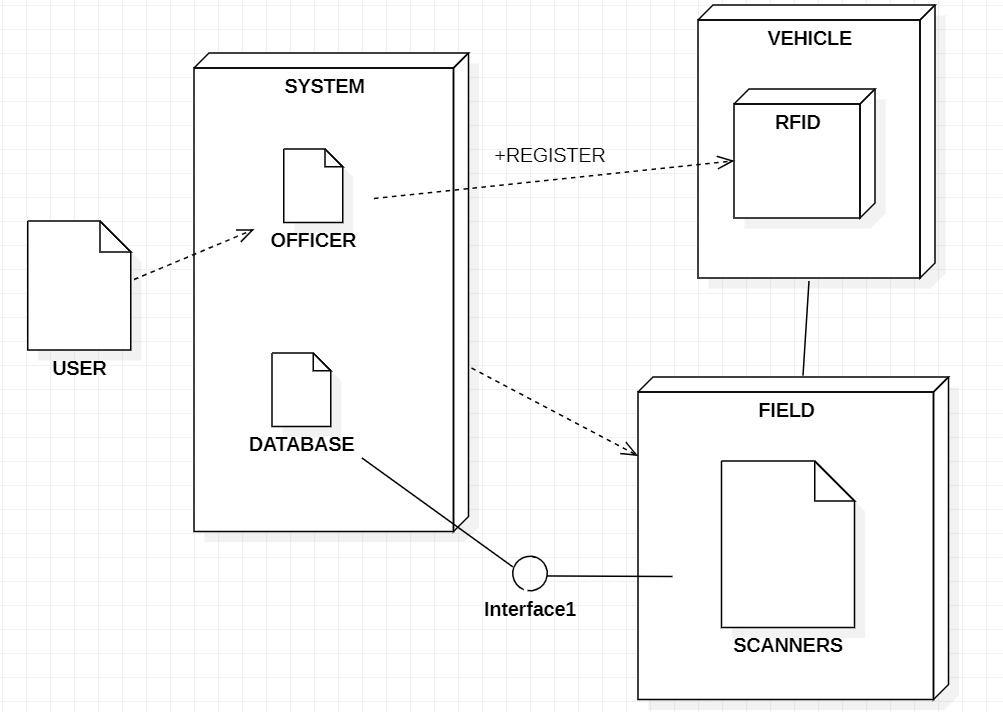 VEHICLE
SYSTEM
RFID
+REGISTER
OFFICER
USER
FIELD
DATABASE
Interface1
SCANNERS